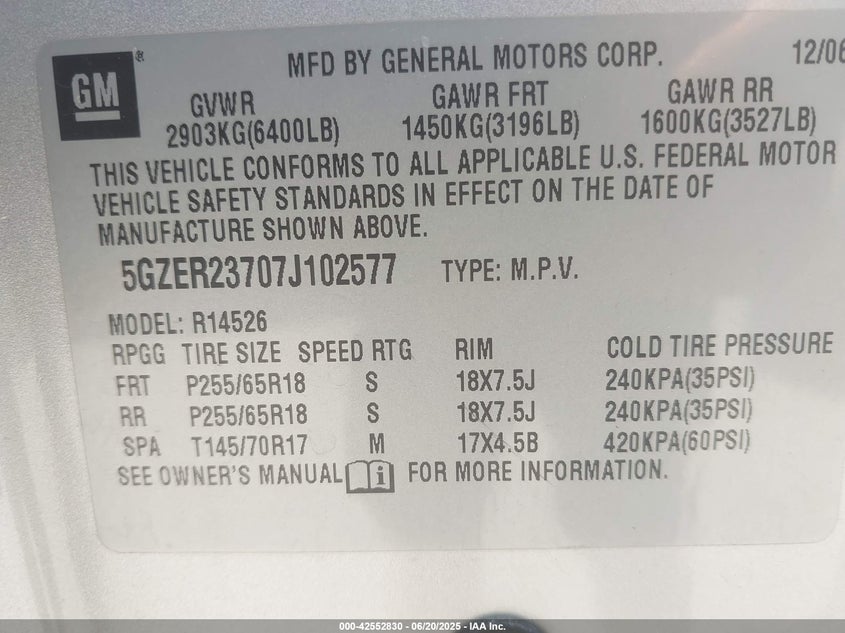 GM®
MFD BY GENERAL MOTORS CORP. 12/06
GVWR GAWR FRT GAWR RR
2903KG(6400LB) 1450KG(3196LB) 1600KG(3527LB)
THIS VEHICLE CONFORMS TO ALL APPLICABLE U.S. FEDERAL MOTOR
VEHICLE SAFETY STANDARDS IN EFFECT ON THE DATE OF
MANUFACTURE SHOWN ABOVE.
5GZER23707J102577 TYPE: M.P.V.
MODEL: R14526
RPGG TIRE SIZE SPEED RTG RIM COLD TIRE PRESSURE
FRT P255/65R18 S 18X7.5J 240KPA(35PSI)
RR P255/65R18 S 18X7.5J 240KPA(35PSI)
SPA T145/70R17 M 17X4.5B 420KPA(60PSI)
SEE OWNER'S MANUAL i FOR MORE INFORMATION.
000-42552830 - 06/20/2025 - IAA Inc.